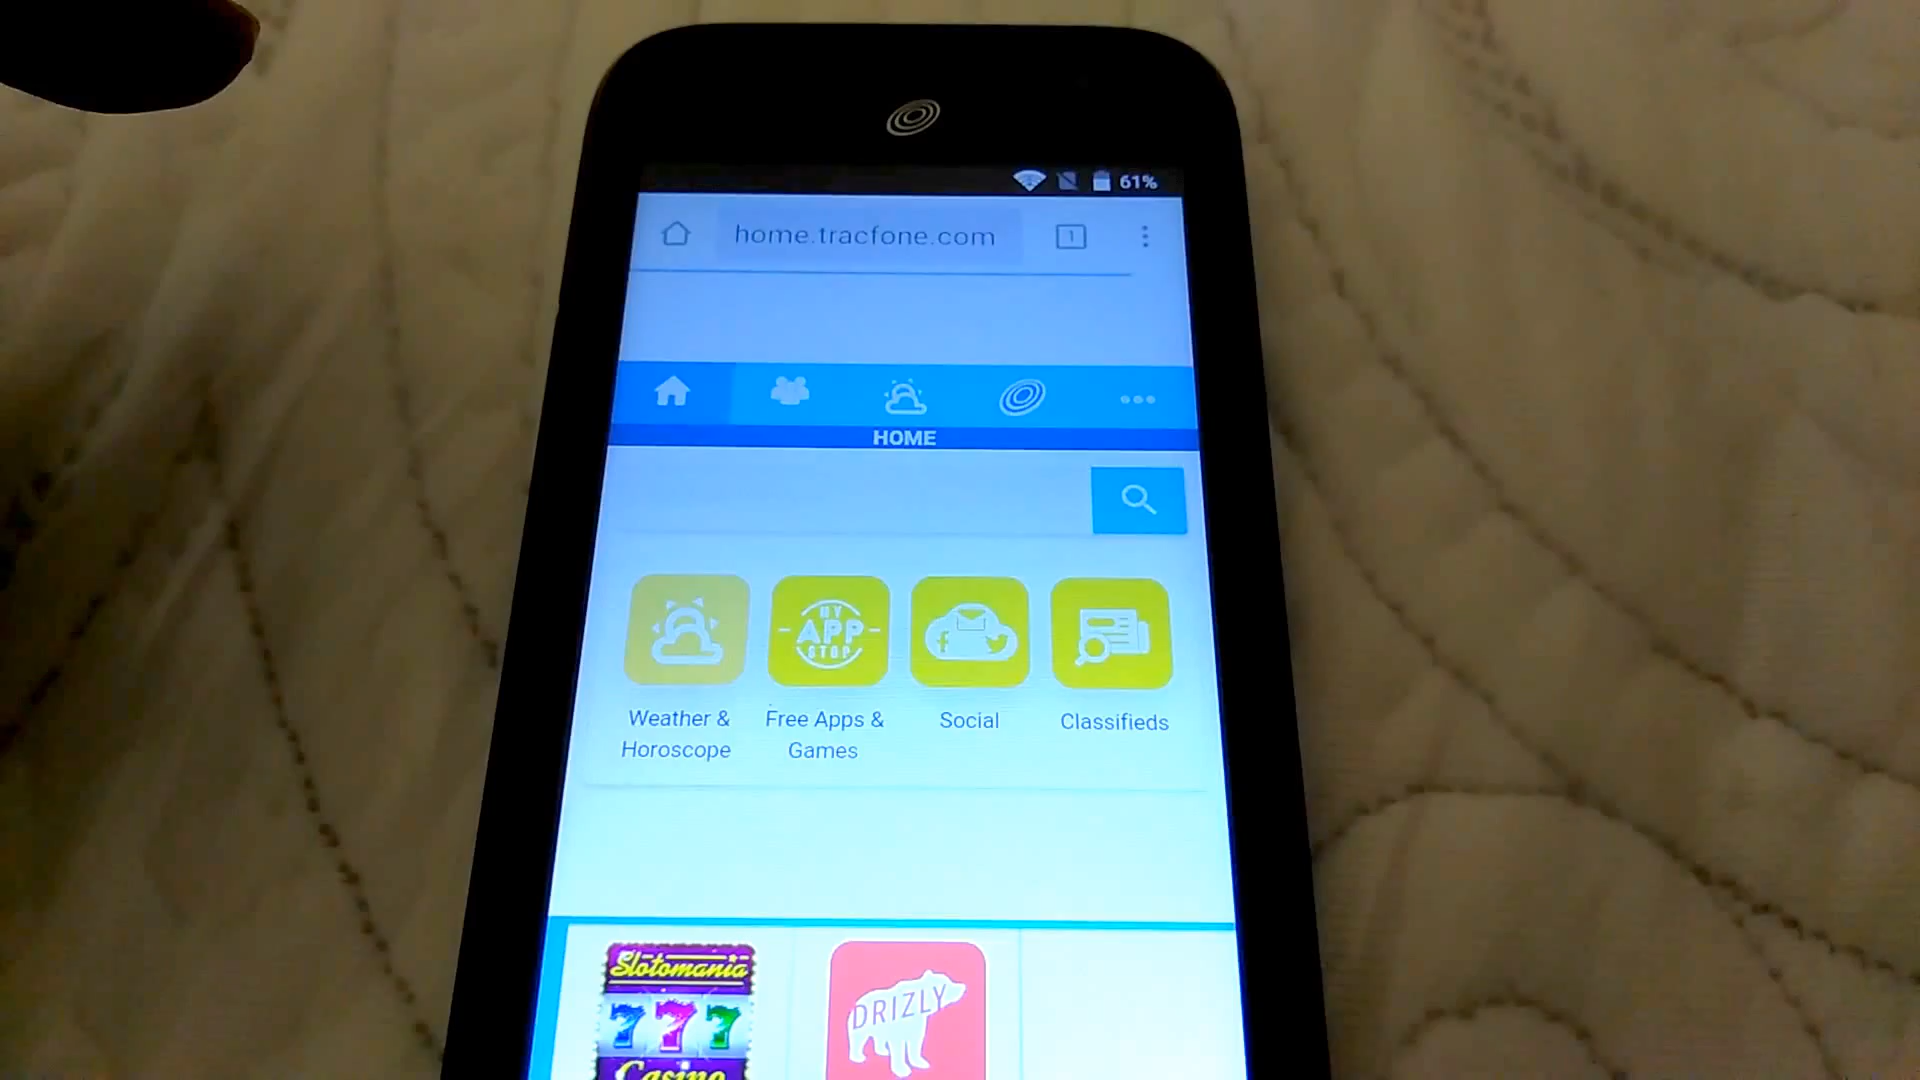 61%
home.tracfone.com
1
HOME
MY
APP
STOP
f
Weather &
Horoscope
Free Apps &
Games
Social
Classifieds
Slotomania
777
Casino
DRIZLY